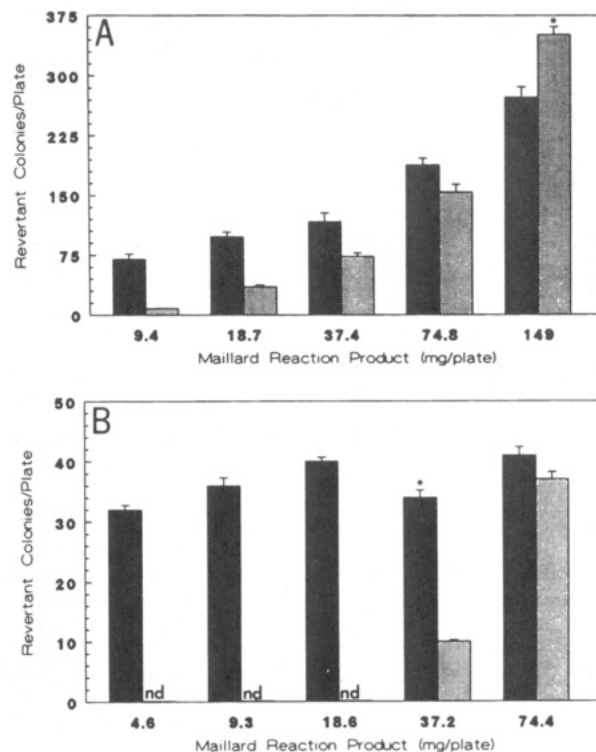 A
Revertant Colonies/Plate
375
300
225
150
75
0
*
9.4 18.7 37.4 74.8 149
Maillard Reaction Product (mg/plate)
B
Revertant Colonies/Plate
50
40
30
20
10
0
*
nd nd nd
4.6 9.3 18.6 37.2 74.4
Maillard Reaction Product (mg/plate)